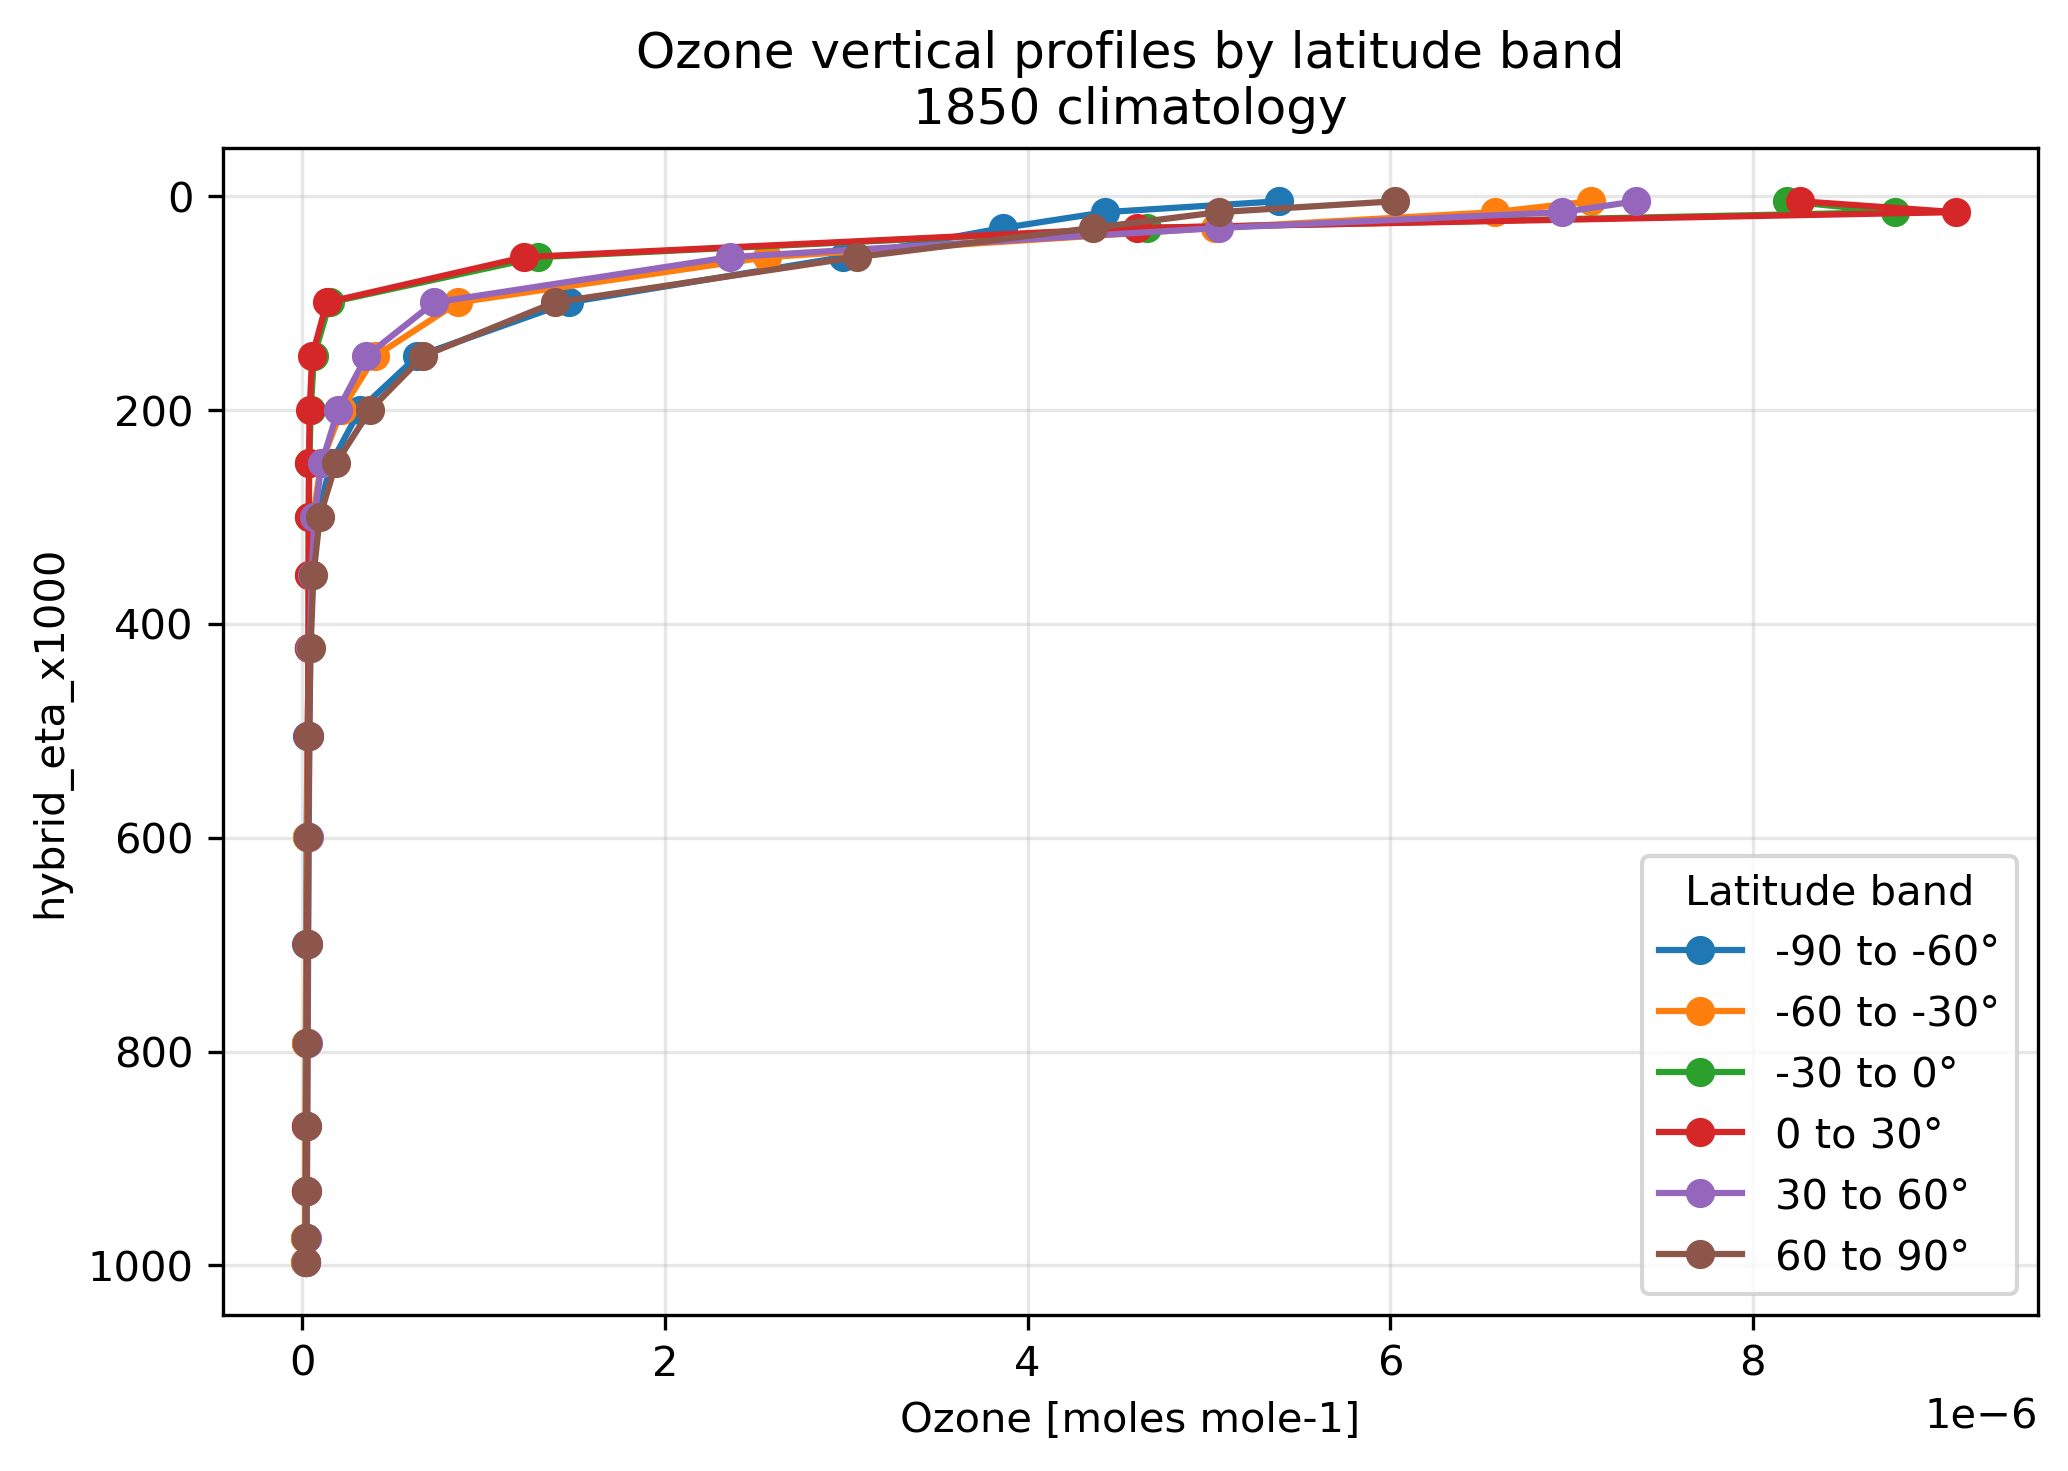 Ozone vertical profiles by latitude band
1850 climatology
hybrid_eta_x1000
0
200
400
600
800
1000
Latitude band
-90 to -60°
-60 to -30°
-30 to 0°
0 to 30°
30 to 60°
60 to 90°
0 2 4 6 8
1e−6
Ozone [moles mole-1]